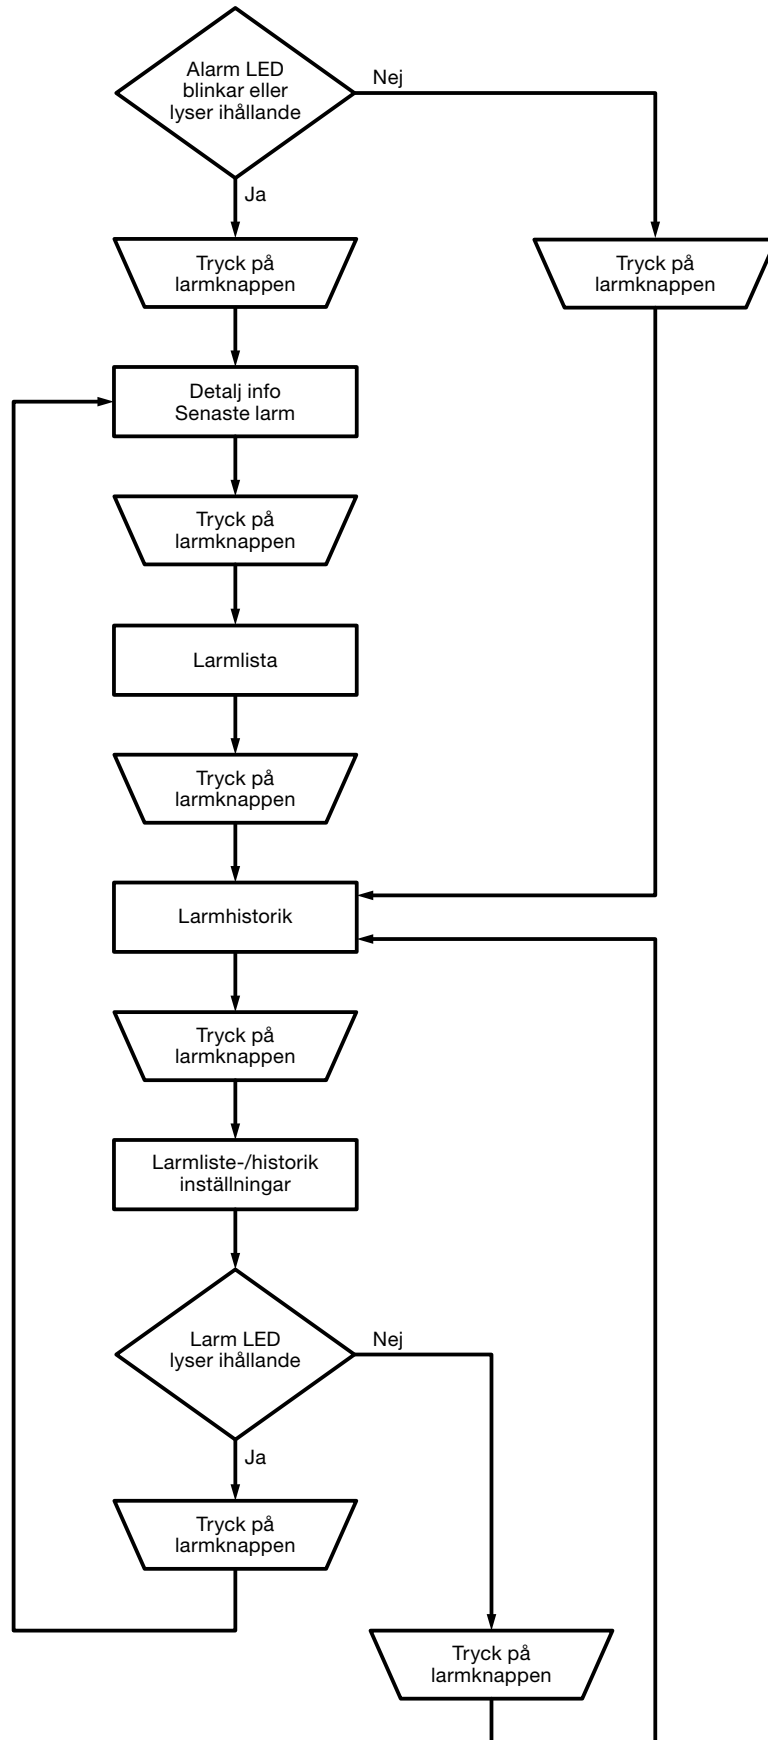 Alarm LED
blinkar eller
lyser ihållande
Nej
Ja
Tryck på
larmknappen
Tryck på
larmknappen
Detalj info
Senaste larm
Tryck på
larmknappen
Larmlista
Tryck på
larmknappen
Larmhistorik
Tryck på
larmknappen
Larmliste-/historik
inställningar
Larm LED
lyser ihållande
Nej
Ja
Tryck på
larmknappen
Tryck på
larmknappen